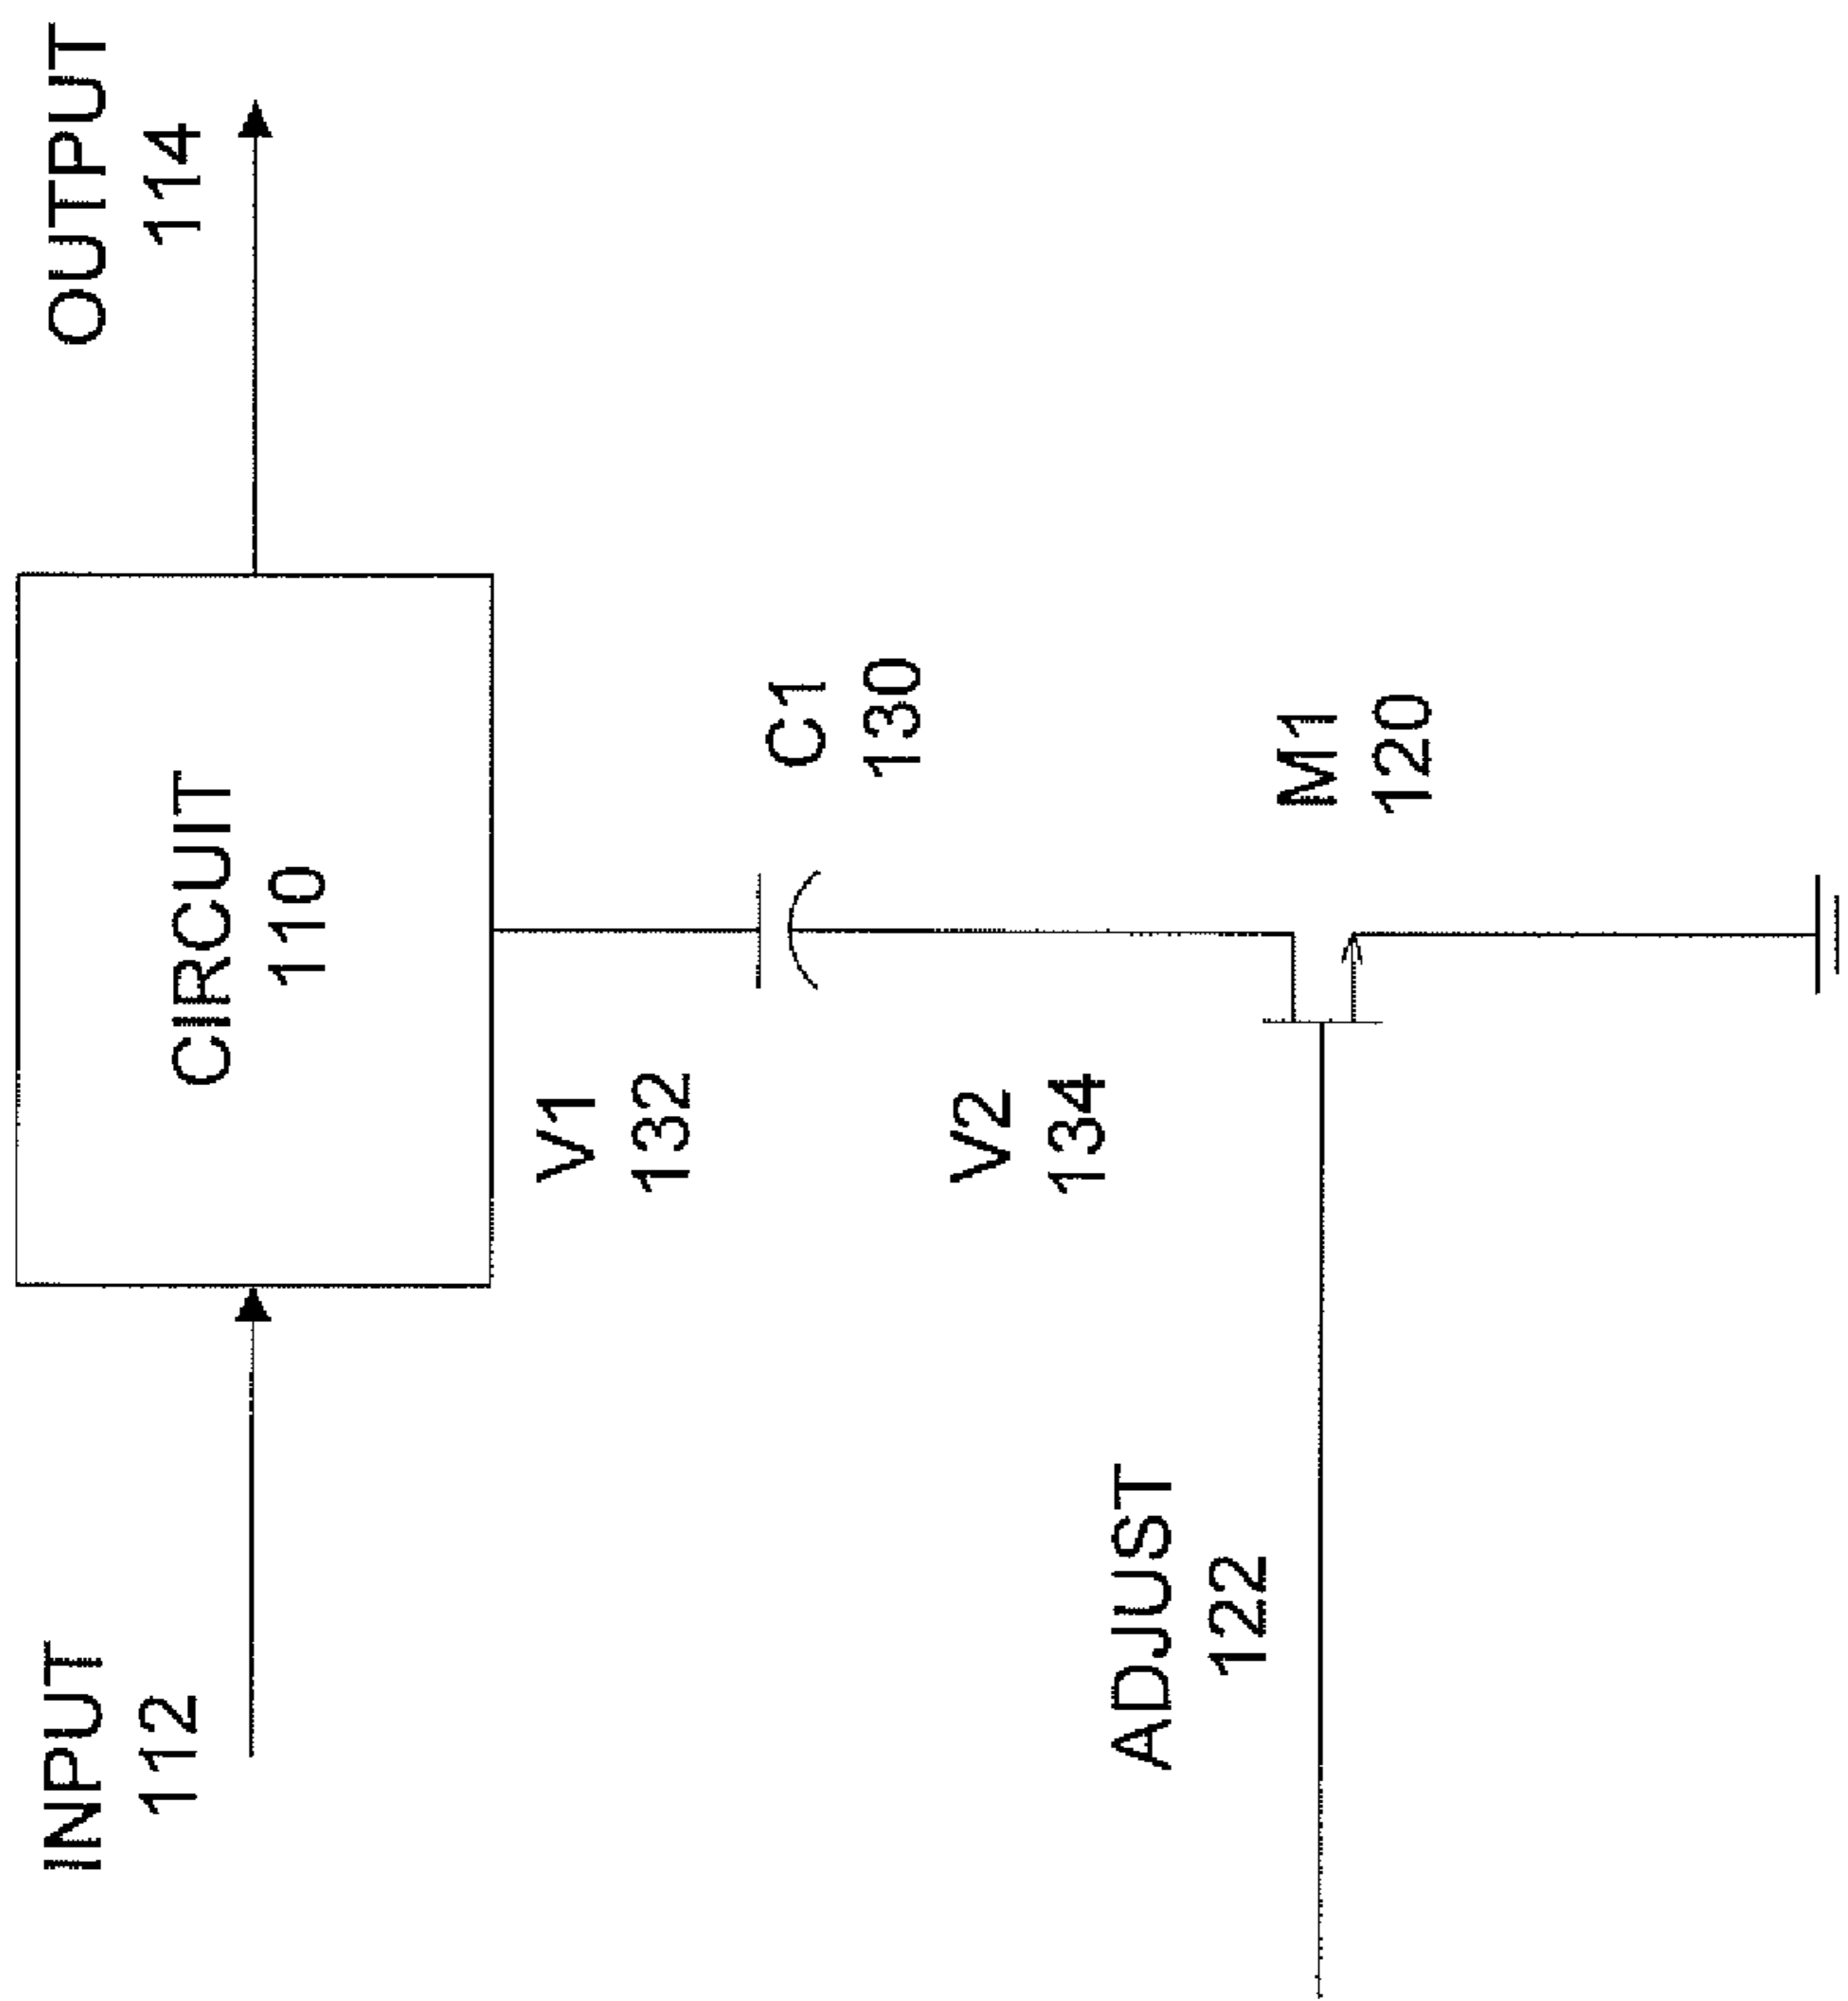 INPUT
112
CIRCUIT
110
OUTPUT
114
V1
132
C1
130
V2
134
ADJUST
122
M1
120